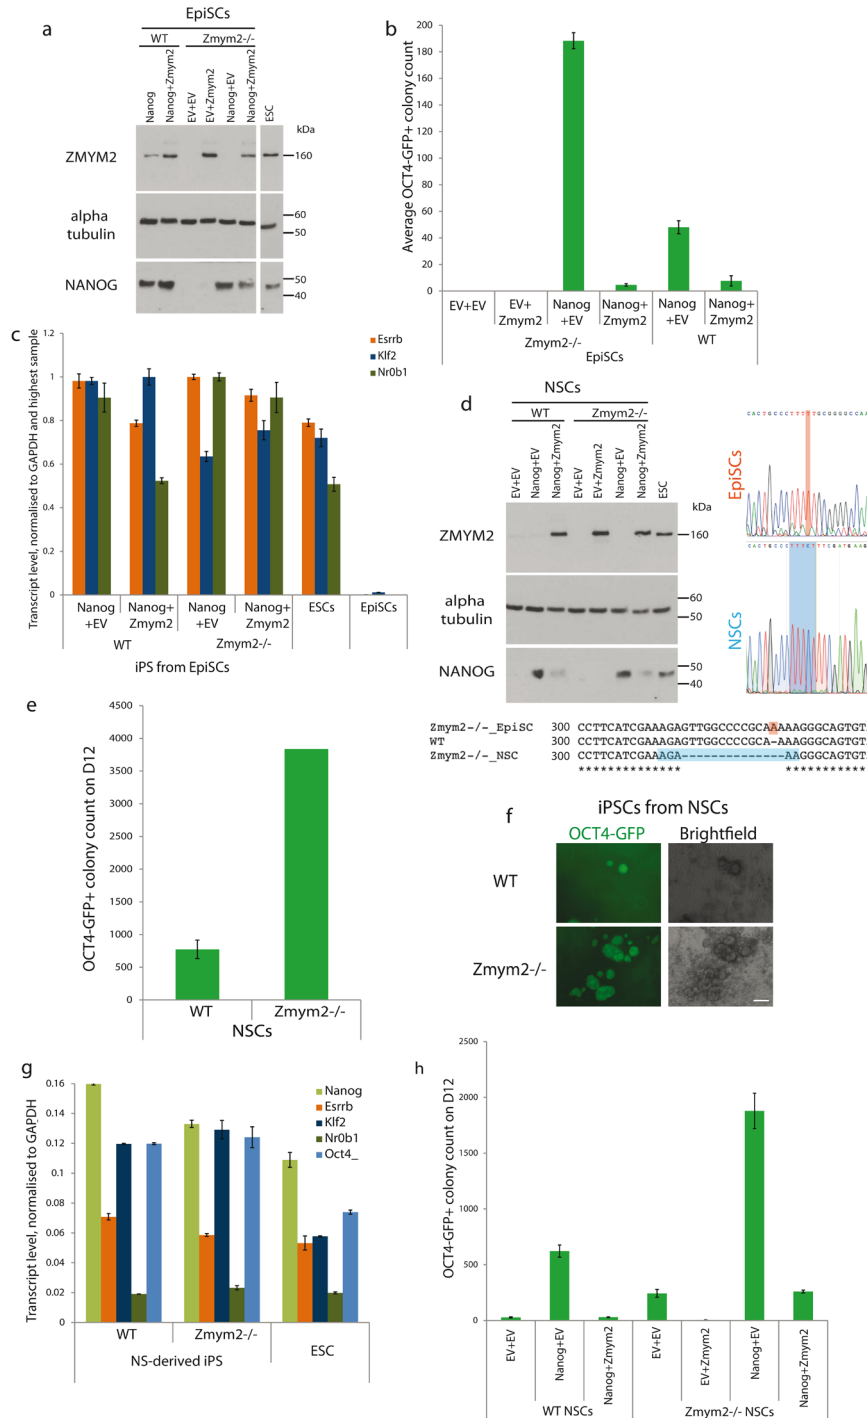 a
EpiSCs
WT
Zmym2-/-
Nanog
Nanog+Zmym2
EV+EV
EV+Zmym2
Nanog+EV
Nanog+Zmym2
ESC
kDa
ZMYM2
160
alpha
tubulin
60
50
NANOG
50
40
b
Average OCT4-GFP+ colony count
200
180
160
140
120
100
80
60
40
20
0
EV+EV
EV+
Zmym2
Nanog
+EV
Nanog+
Zmym2
Nanog
+EV
Nanog+
Zmym2
Zmym2-/-
WT
EpiSCs
c
Transcript level, normalised to GAPDH and highest sample
1.2
1
0.8
0.6
0.4
0.2
0
Esrrb
Klf2
Nr0b1
Nanog
+EV
Nanog+
Zmym2
Nanog
+EV
Nanog+
Zmym2
ESCs
EpiSCs
WT
Zmym2-/-
iPS from EpiSCs
d
NSCs
WT
Zmym2-/-
EV+EV
Nanog+EV
Nanog+Zmym2
EV+EV
EV+Zmym2
Nanog+EV
Nanog+Zmym2
ESC
kDa
ZMYM2
160
alpha
tubulin
60
50
NANOG
50
40
EpiSCs
CACTGCCCTTTTTGCGGGGCCAA
NSCs
CACTGCCCTTTCTTTCGATGAAG
Zmym2-/-_EpiSC 300 CCTTCATCGAAAGAGTTGGCCCCGCAAAAAGGGCAGTGT
WT 300 CCTTCATCGAAAGAGTTGGCCCCGCA-AAAGGGCAGTGT
Zmym2-/-_NSC 300 CCTTCATCGAAAGA---------------AAGGGCAGTGT
e
OCT4-GFP+ colony count on D12
4500
4000
3500
3000
2500
2000
1500
1000
500
0
WT
Zmym2-/-
NSCs
f
iPSCs from NSCs
OCT4-GFP
Brightfield
WT
Zmym2-/-
g
Transcript level, normalised to GAPDH
0.16
0.14
0.12
0.1
0.08
0.06
0.04
0.02
0
Nanog
Esrrb
Klf2
Nr0b1
Oct4_
WT
Zmym2-/-
ESC
NS-derived iPS
h
OCT4-GFP+ colony count on D12
2500
2000
1500
1000
500
0
EV+EV
Nanog+EV
Nanog+Zmym2
EV+EV
EV+Zmym2
Nanog+EV
Nanog+Zmym2
WT NSCs
Zmym2-/- NSCs